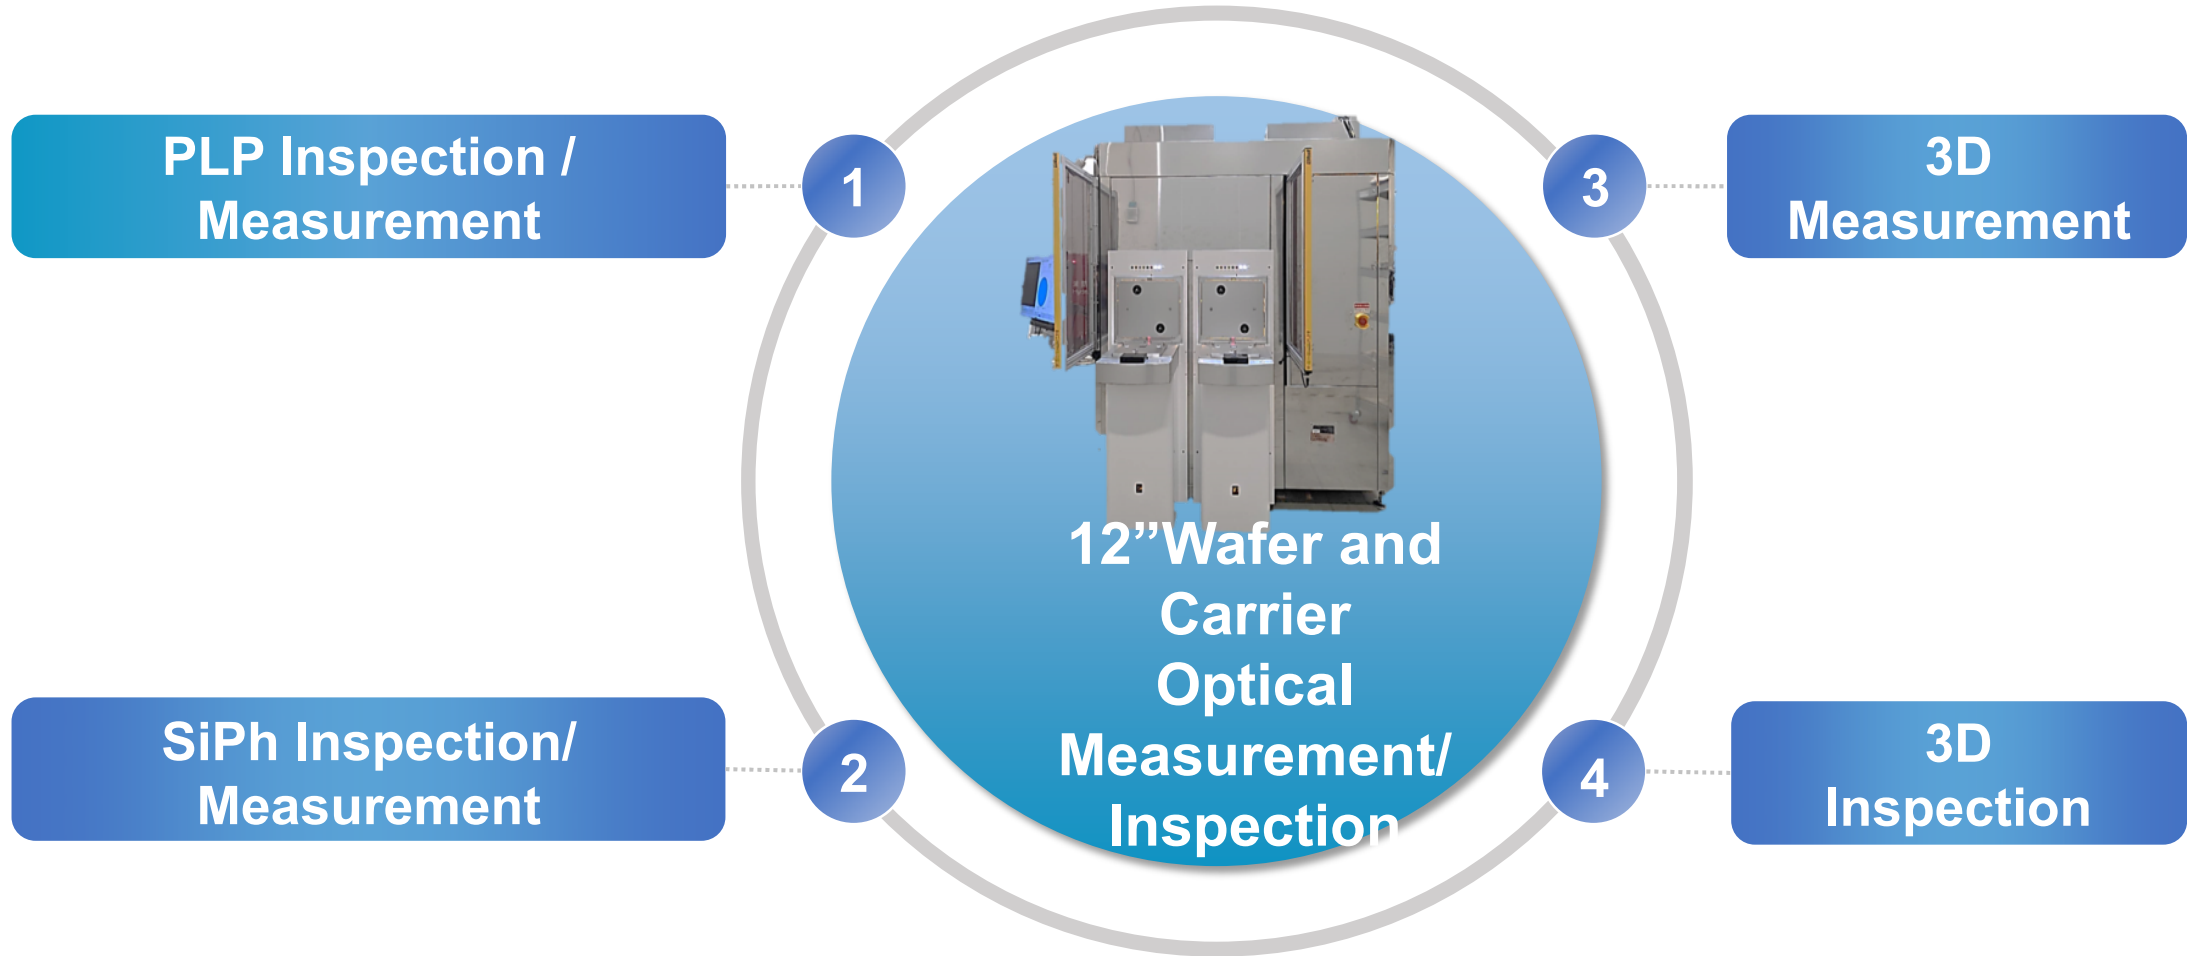 PLP Inspection /
Measurement
1
SiPh Inspection/
Measurement
2
12”Wafer and
Carrier
Optical
Measurement/
Inspection
3
3D
Measurement
4
3D
Inspection